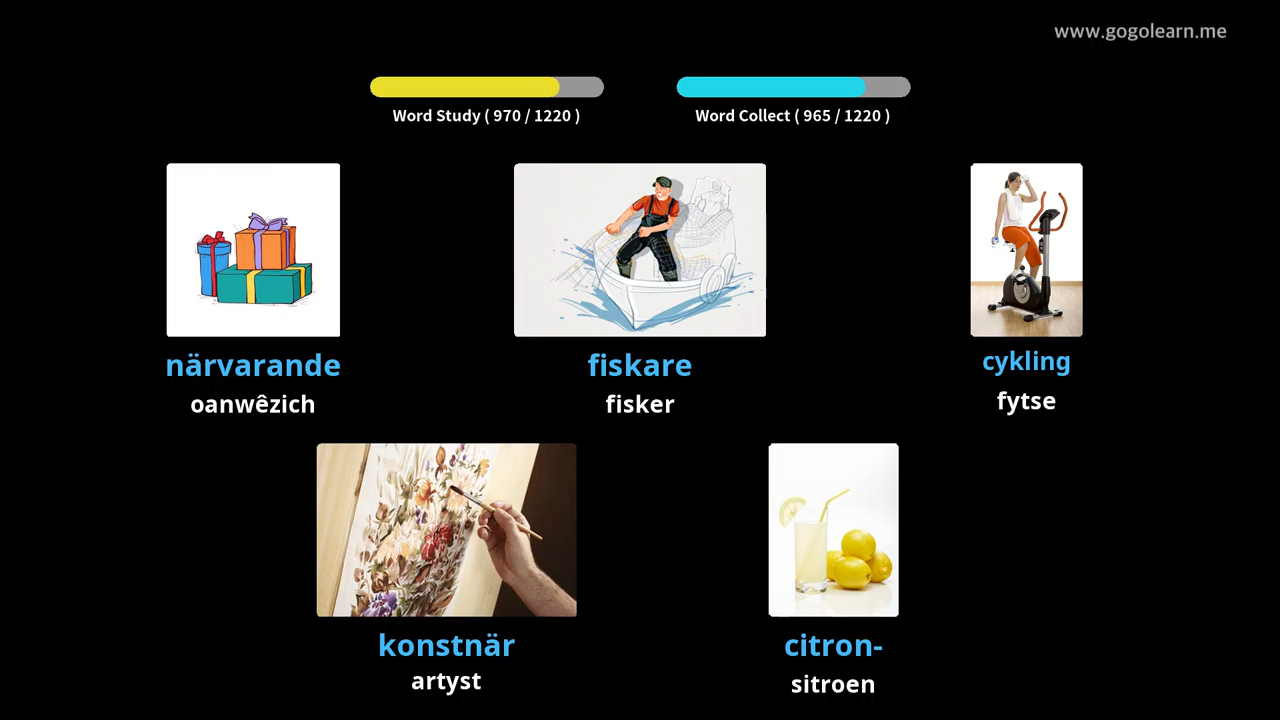 www.gogolearn.me
Word Study ( 970 / 1220 )
Word Collect ( 965 / 1220 )
närvarande
fiskare
cykling
oanwêzich
fisker
fytse
konstnär
citron-
artyst
sitroen